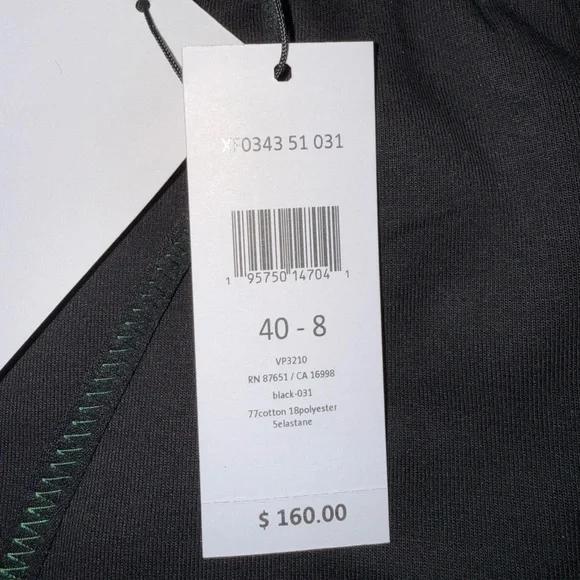 XF0343 51 031
1 95750 14704 1
40 - 8
VP3210
RN 87651 / CA 16998
black-031
77cotton 18polyester
5elastane
$ 160.00